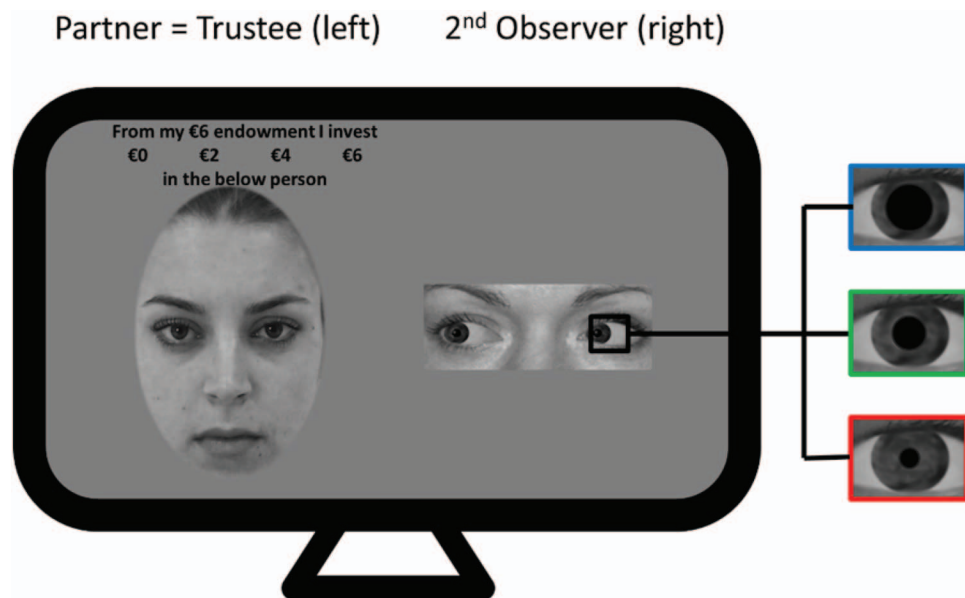 Partner = Trustee (left)
2nd Observer (right)
From my €6 endowment I invest
€0 €2 €4 €6
in the below person